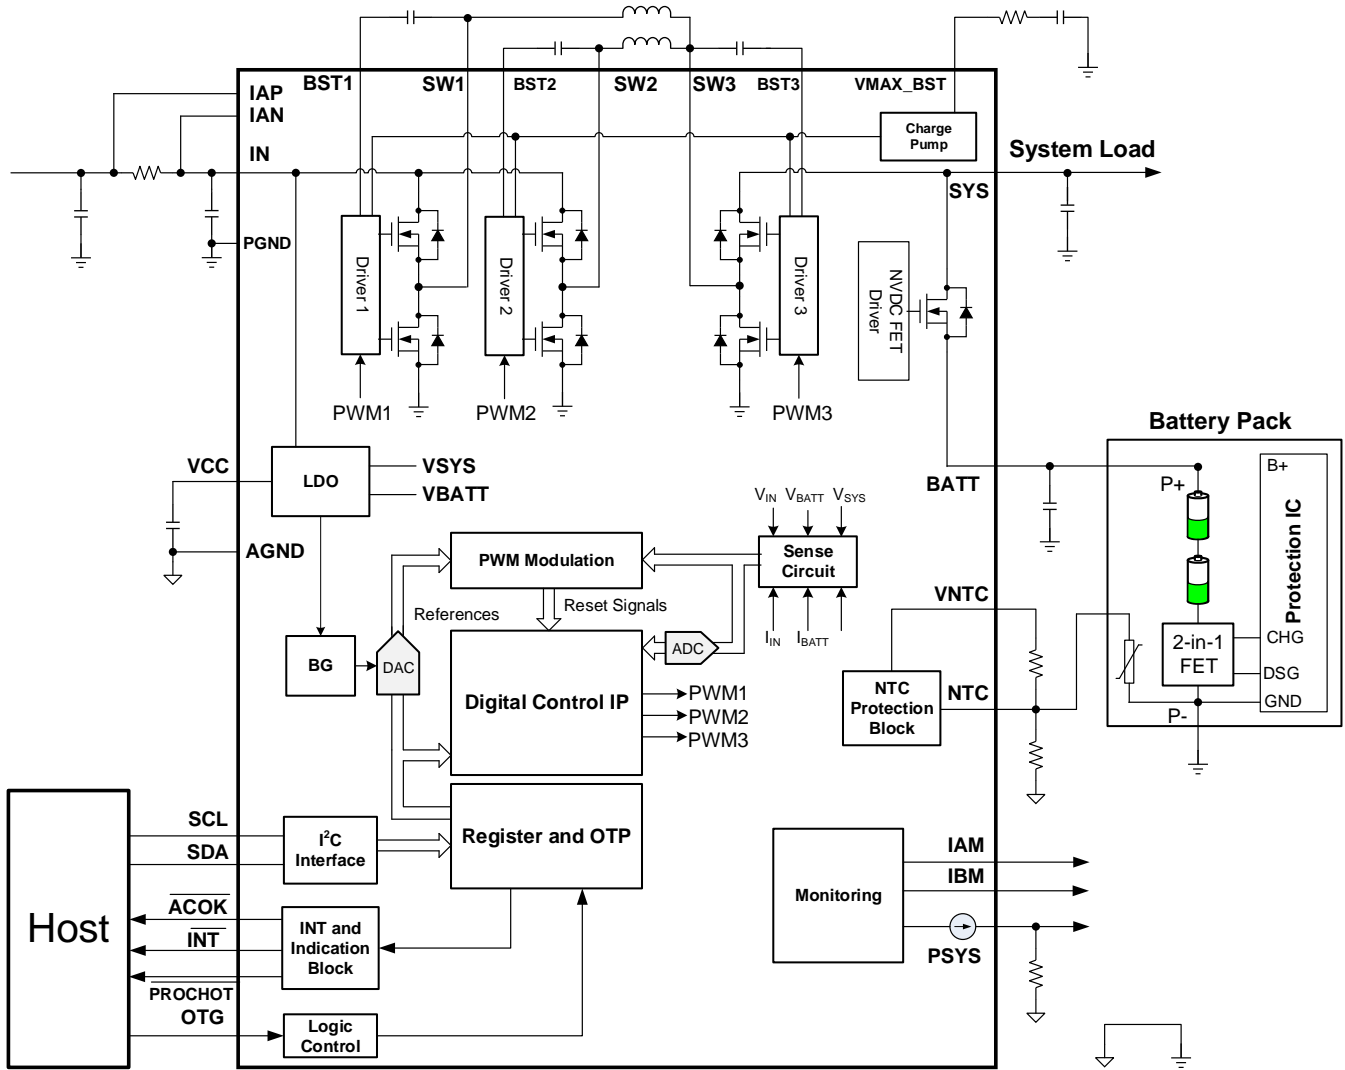 BST1
SW1
BST2
SW2
SW3
BST3
VMAX_BST
IAP
IAN
IN
PGND
Charge
Pump
System Load
SYS
Driver 1
Driver 2
Driver 3
NVDC FET
Driver
PWM1
PWM2
PWM3
Battery Pack
VCC
LDO
VSYS
VBATT
AGND
BATT
P+
B+
Protection IC
CHG
DSG
GND
2-in-1
FET
P-
VIN
VBATT
VSYS
Sense
Circuit
IIN
IBATT
PWM Modulation
References
Reset Signals
BG
DAC
ADC
Digital Control IP
PWM1
PWM2
PWM3
VNTC
NTC
NTC
Protection
Block
Host
SCL
SDA
I²C
Interface
Register and OTP
ACOK
INT
PROCHOT
OTG
INT and
Indication
Block
Logic
Control
Monitoring
IAM
IBM
PSYS